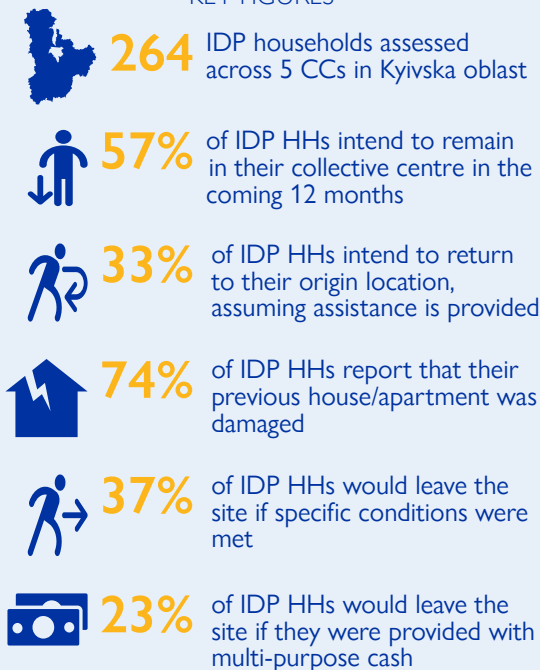 KEY FIGURES
264
IDP households assessed
across 5 CCs in Kyivska oblast
57%
of IDP HHs intend to remain
in their collective centre in the
coming 12 months
33%
of IDP HHs intend to return
to their origin location,
assuming assistance is provided
74%
of IDP HHs report that their
previous house/apartment was
damaged
37%
of IDP HHs would leave the
site if specific conditions were
met
23%
of IDP HHs would leave the
site if they were provided with
multi-purpose cash